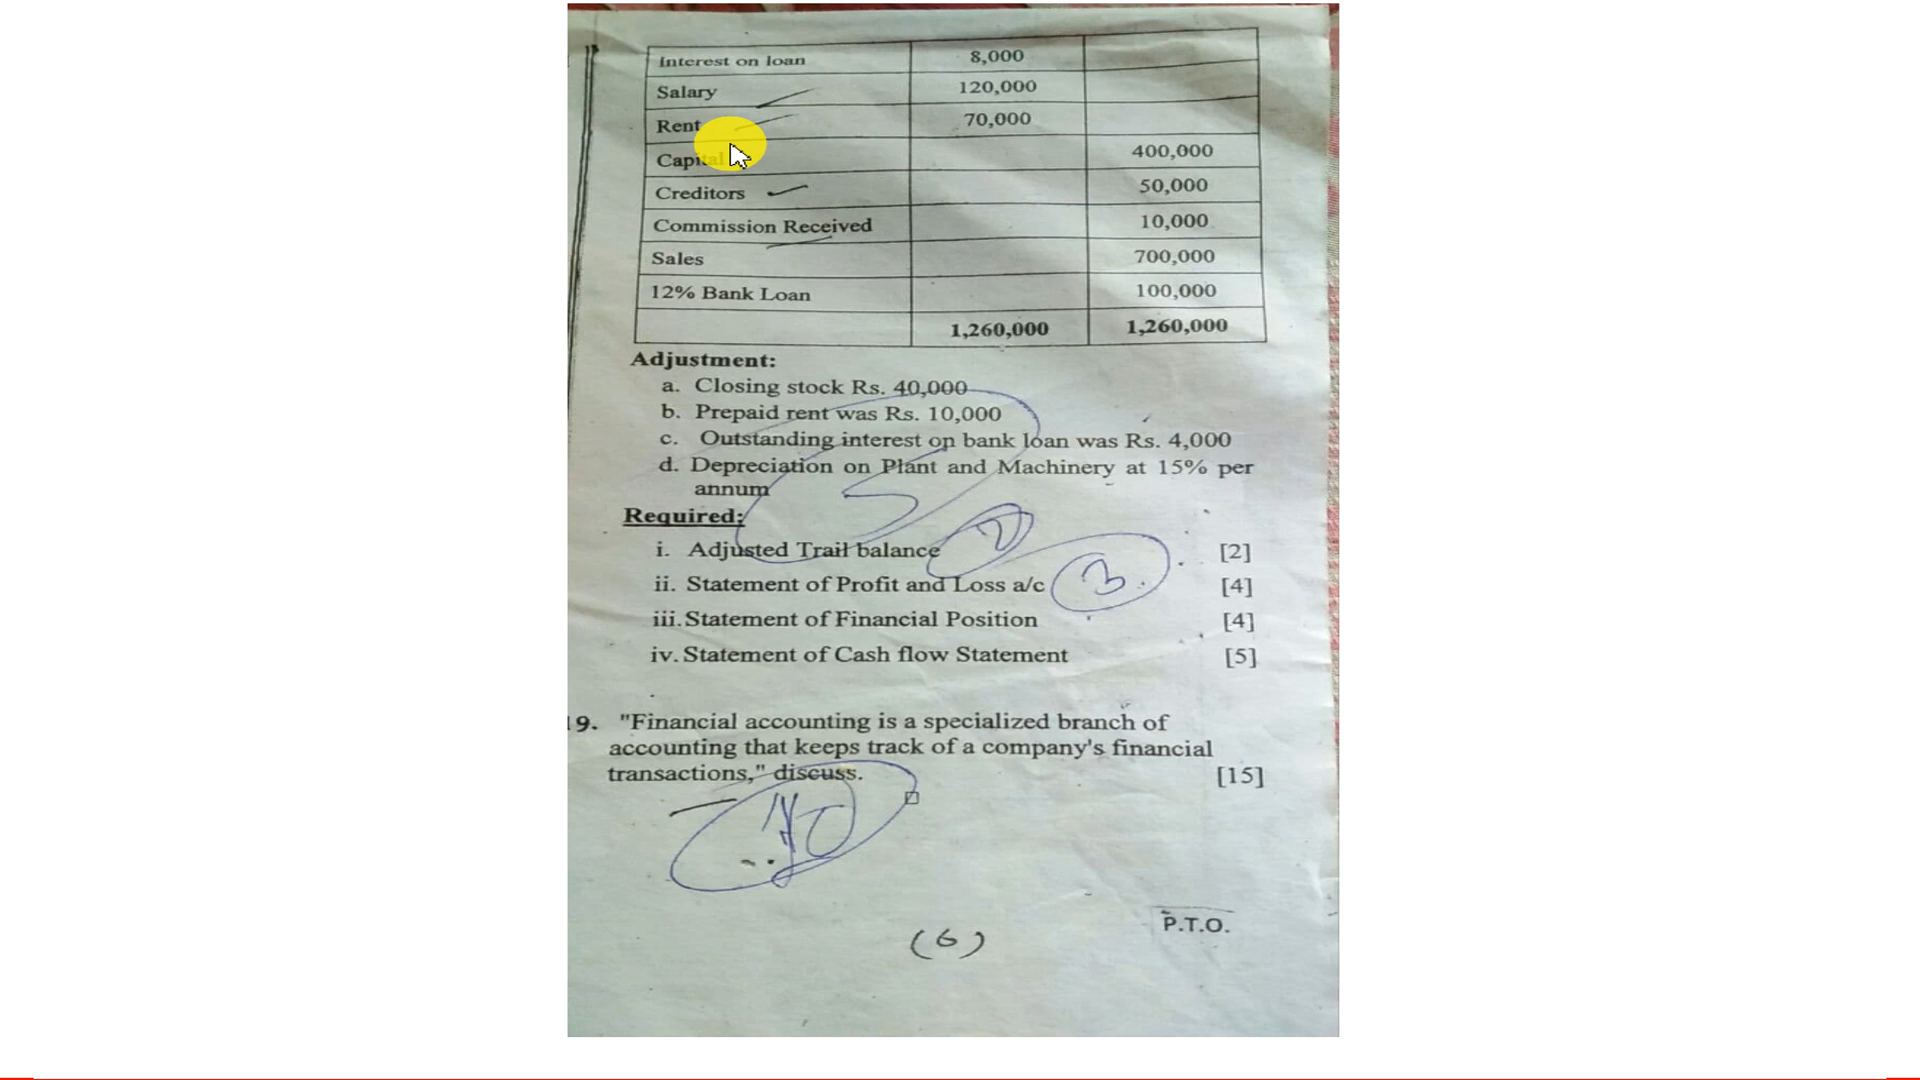 Interest on loan 8,000
Salary 120,000
Rent 70,000
Capital 400,000
Creditors 50,000
Commission Received 10,000
Sales 700,000
12% Bank Loan 100,000
1,260,000 1,260,000
Adjustment:
a. Closing stock Rs. 40,000
b. Prepaid rent was Rs. 10,000
c. Outstanding interest on bank loan was Rs. 4,000
d. Depreciation on Plant and Machinery at 15% per
annum
5
Required:
2
i. Adjusted Trail balance [2]
3
ii. Statement of Profit and Loss a/c [4]
iii. Statement of Financial Position [4]
iv. Statement of Cash flow Statement [5]
19. "Financial accounting is a specialized branch of
accounting that keeps track of a company's financial
transactions," discuss. [15]
(6)
P.T.O.